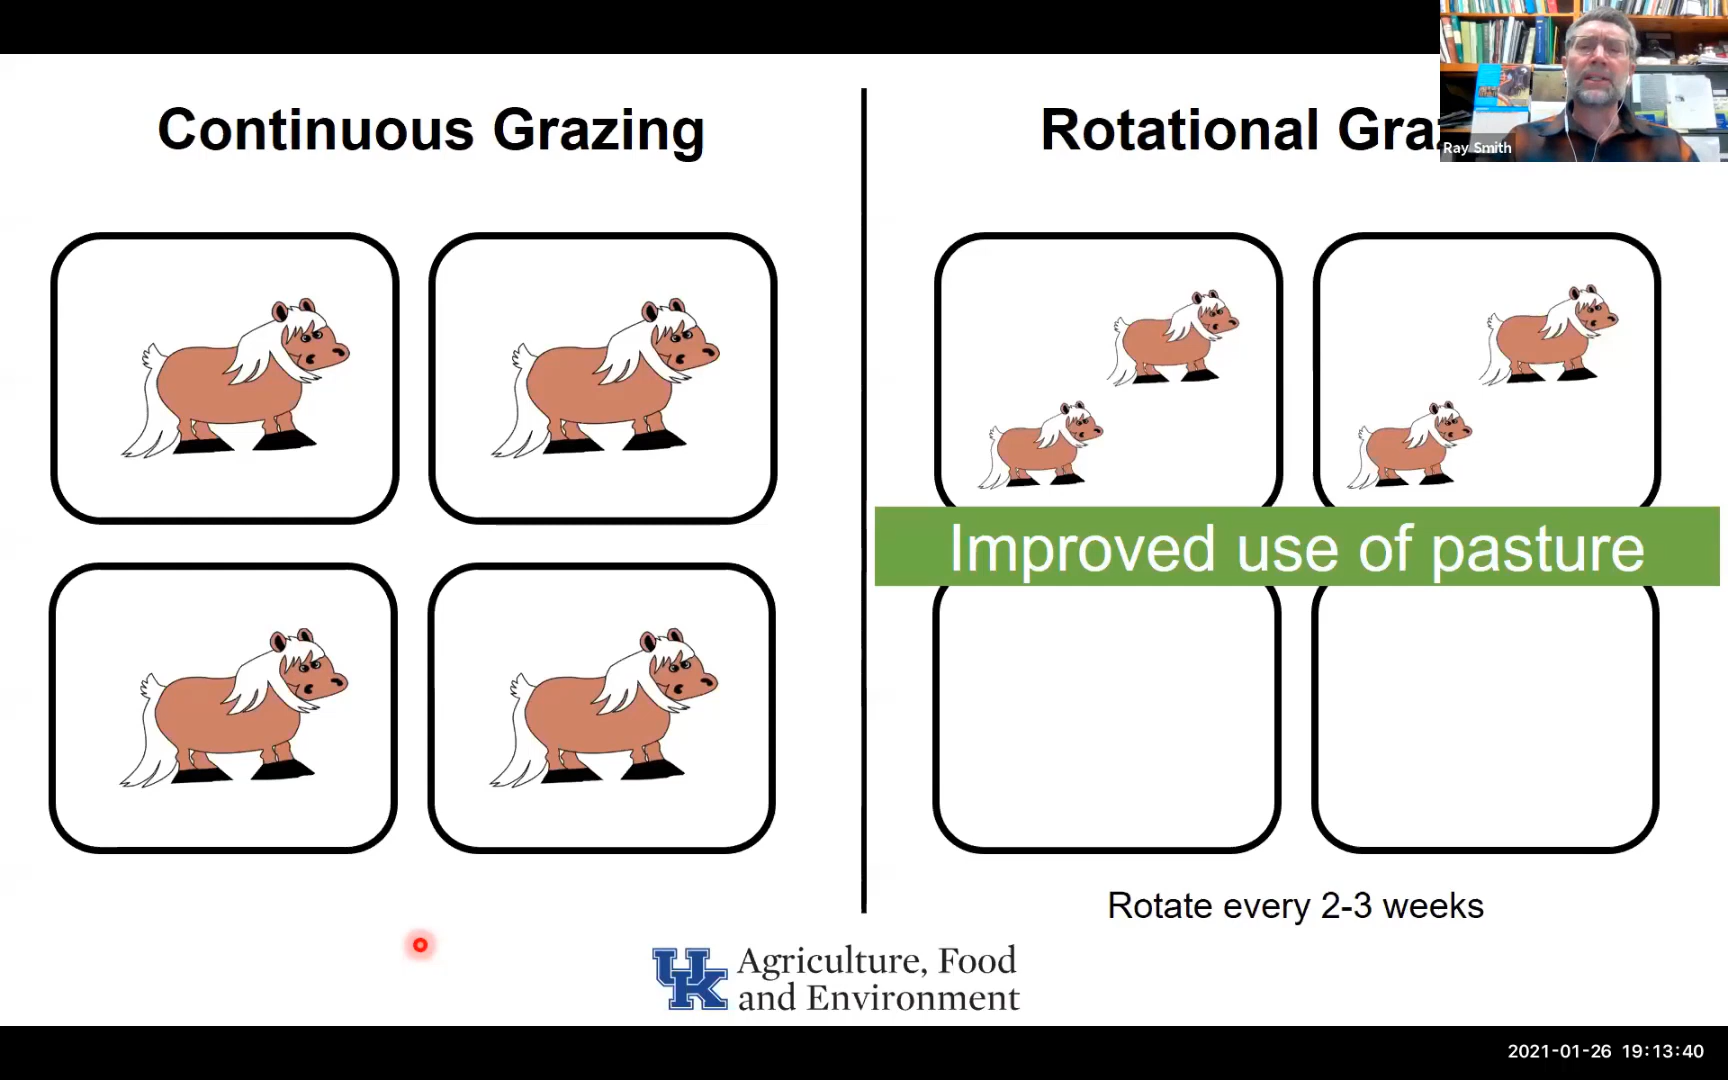 Continuous Grazing
Rotational Gra
Ray Smith
Improved use of pasture
Rotate every 2-3 weeks
UK
Agriculture, Food
and Environment
2021-01-26 19:13:40